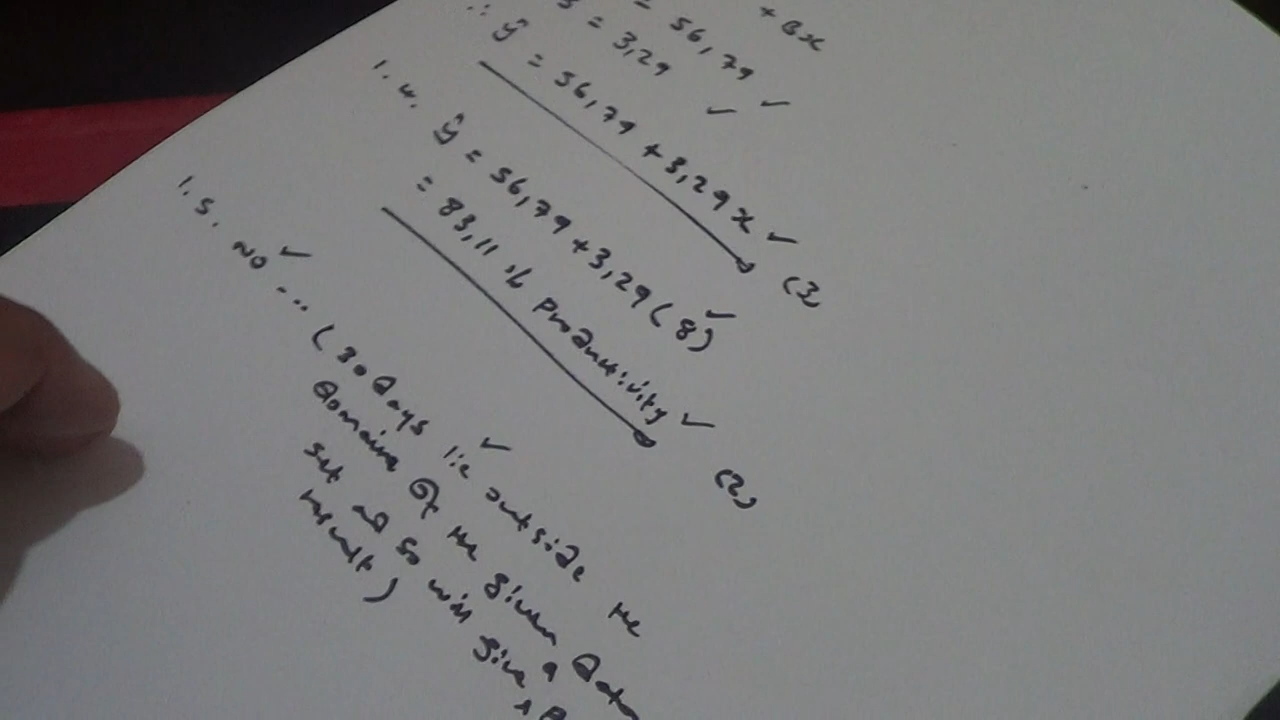 + Bx
= 56,79 ✓
B = 3,29 ✓
∴ ŷ = 56,79 + 3,29x ✓ (3)
1.4. ŷ = 56,79 + 3,29(8) ✓
= 83,11 % Productivity ✓ (2)
1.5. NO ✓ ... (30 days lie ✓ outside the
domain of the given data
set and so will give a
result)